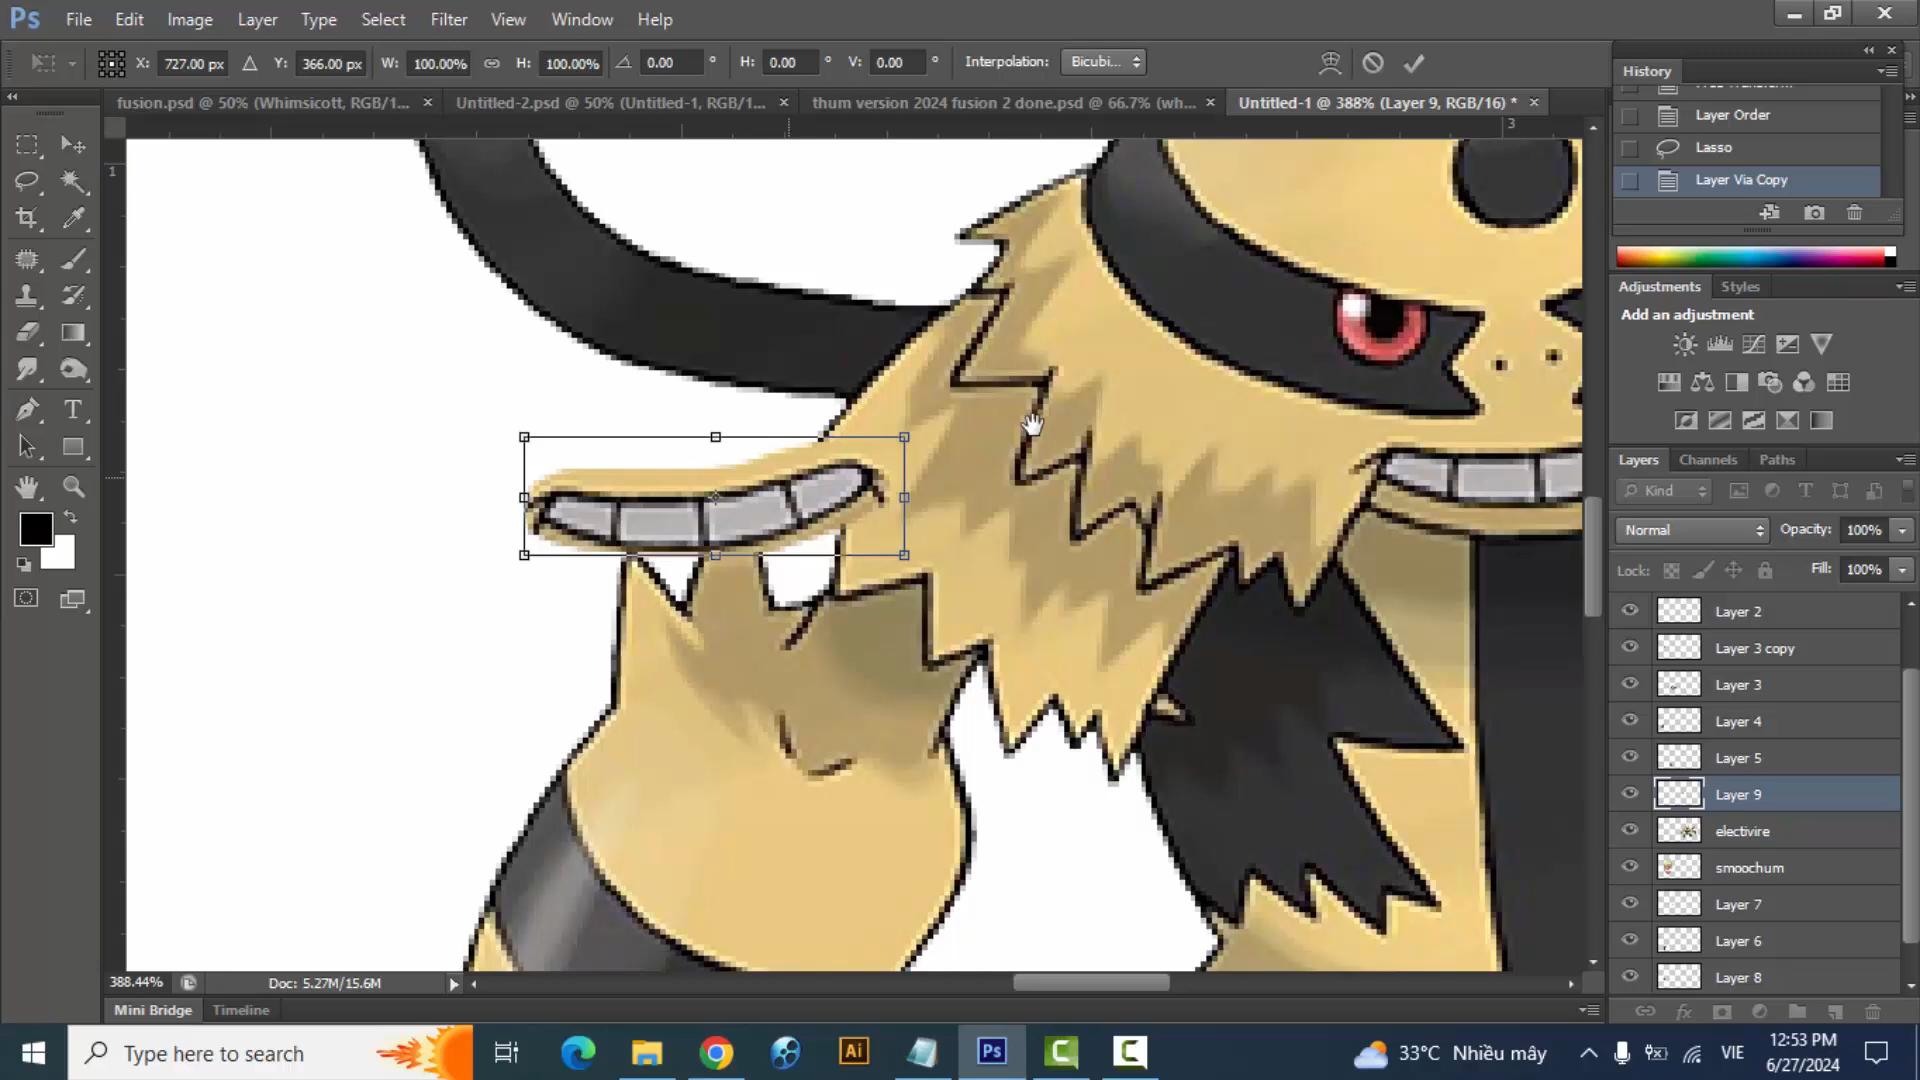 Ps File Edit Image Layer Type Select Filter View Window Help
X: 727.00 px Y: 366.00 px W: 100.00% H: 100.00% 0.00 ° H: 0.00 ° V: 0.00 ° Interpolation: Bicubi...
fusion.psd @ 50% (Whimsicott, RGB/1... × Untitled-2.psd @ 50% (Untitled-1, RGB/1... × thum version 2024 fusion 2 done.psd @ 66.7% (wh... × Untitled-1 @ 388% (Layer 9, RGB/16) * ×
History
Layer Order
Lasso
Layer Via Copy
1
3
Adjustments Styles
Add an adjustment
Layers Channels Paths
Kind
Normal Opacity: 100%
Lock: Fill: 100%
Layer 2
Layer 3 copy
Layer 3
Layer 4
Layer 5
Layer 9
electivire
smoochum
Layer 7
Layer 6
Layer 8
388.44% Doc: 5.27M/15.6M
Mini Bridge Timeline
Type here to search
Ai Ps
33°C Nhiều mây
VIE
12:53 PM
6/27/2024